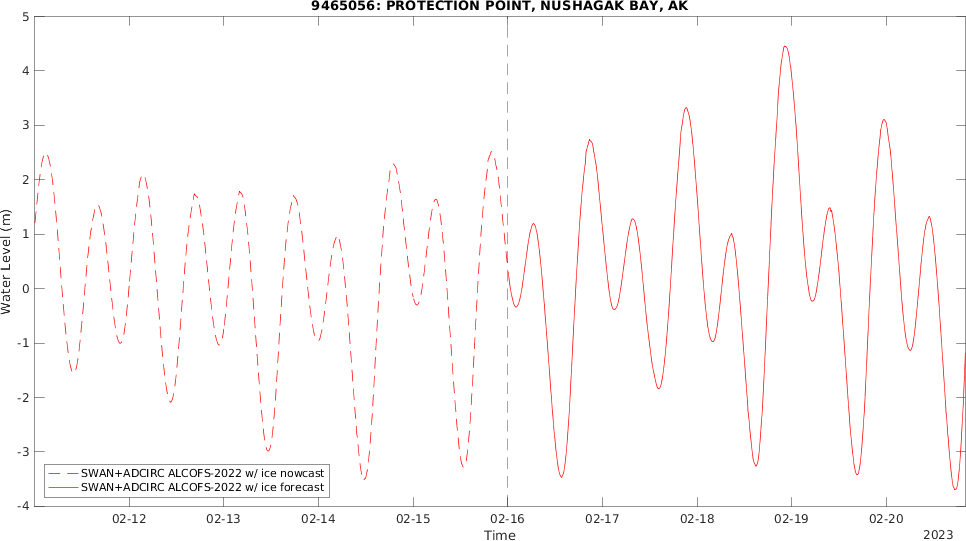 9465056: PROTECTION POINT, NUSHAGAK BAY, AK
5
4
3
2
1
0
-1
-2
-3
-4
Water Level (m)
SWAN+ADCIRC ALCOFS-2022 w/ ice nowcast
SWAN+ADCIRC ALCOFS-2022 w/ ice forecast
02-12 02-13 02-14 02-15 02-16 02-17 02-18 02-19 02-20
Time
2023